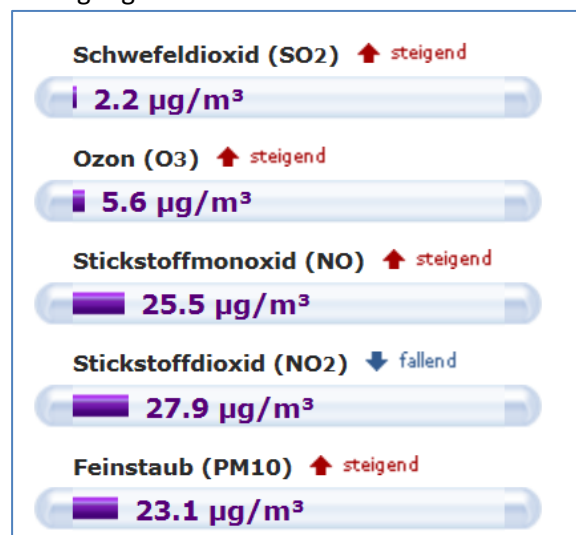 Schwefeldioxid (SO2) steigend
2.2 µg/m³
Ozon (O3) steigend
5.6 µg/m³
Stickstoffmonoxid (NO) steigend
25.5 µg/m³
Stickstoffdioxid (NO2) fallend
27.9 µg/m³
Feinstaub (PM10) steigend
23.1 µg/m³